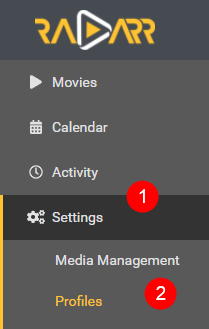 RADARR
Movies
Calendar
Activity
1
Settings
Media Management
2
Profiles